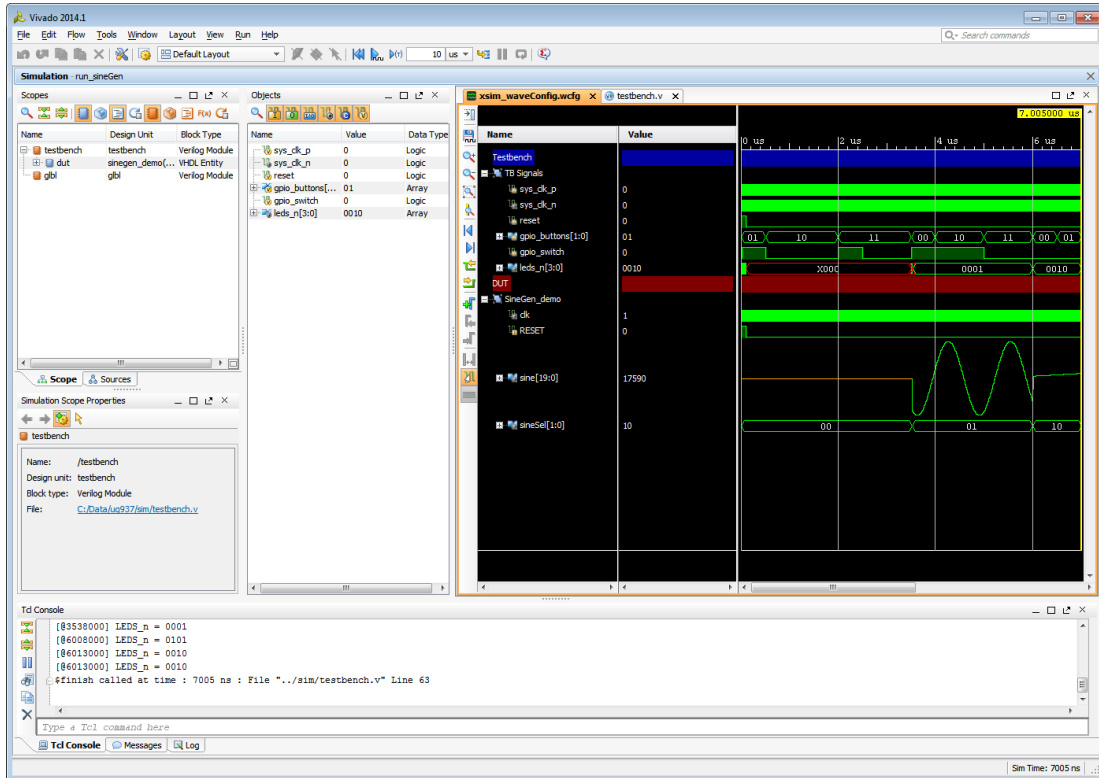 Vivado 2014.1
File Edit Flow Tools Window Layout View Run Help
Q- Search commands
Default Layout
10 us
Simulation - run_sineGen
Scopes
Name Design Unit Block Type
testbench testbench Verilog Module
dut sinegen_demo(... VHDL Entity
glbl glbl Verilog Module
Scope Sources
Simulation Scope Properties
testbench
Name: /testbench
Design unit: testbench
Block type: Verilog Module
File: C:/Data/ug937/sim/testbench.v
Objects
Name Value Data Type
sys_clk_p 0 Logic
sys_clk_n 0 Logic
reset 0 Logic
gpio_buttons[... 01 Array
gpio_switch 0 Logic
leds_n[3:0] 0010 Array
xsim_waveConfig.wcfg testbench.v
7.005000 us
Name Value
0 us 2 us 4 us 6 us
Testbench
TB Signals
sys_clk_p 0
sys_clk_n 0
reset 0
gpio_buttons[1:0] 01 01 10 11 00 10 11 00 01
gpio_switch 0
leds_n[3:0] 0010 X000 0001 0010
DUT
SineGen_demo
clk 1
RESET 0
sine[19:0] 17590
sineSel[1:0] 10 00 01 10
Tcl Console
[@3538000] LEDS_n = 0001
[@6008000] LEDS_n = 0101
[@6013000] LEDS_n = 0010
[@6013000] LEDS_n = 0010
$finish called at time : 7005 ns : File "../sim/testbench.v" Line 63
Type a Tcl command here
Tcl Console Messages Log
Sim Time: 7005 ns